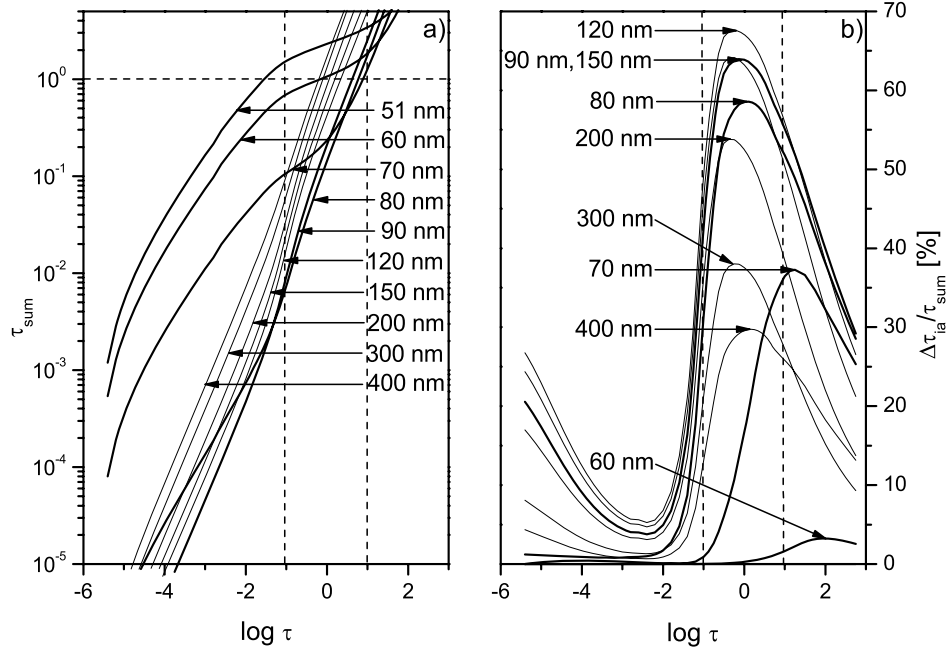 a)
10⁰
10⁻¹
10⁻²
10⁻³
10⁻⁴
10⁻⁵
τsum
51 nm
60 nm
70 nm
80 nm
90 nm
120 nm
150 nm
200 nm
300 nm
400 nm
-6 -4 -2 0 2
log τ
b)
120 nm
90 nm,150 nm
80 nm
200 nm
300 nm
70 nm
400 nm
60 nm
70
60
50
40
30
20
10
0
Δτia/τsum [%]
-6 -4 -2 0 2
log τ